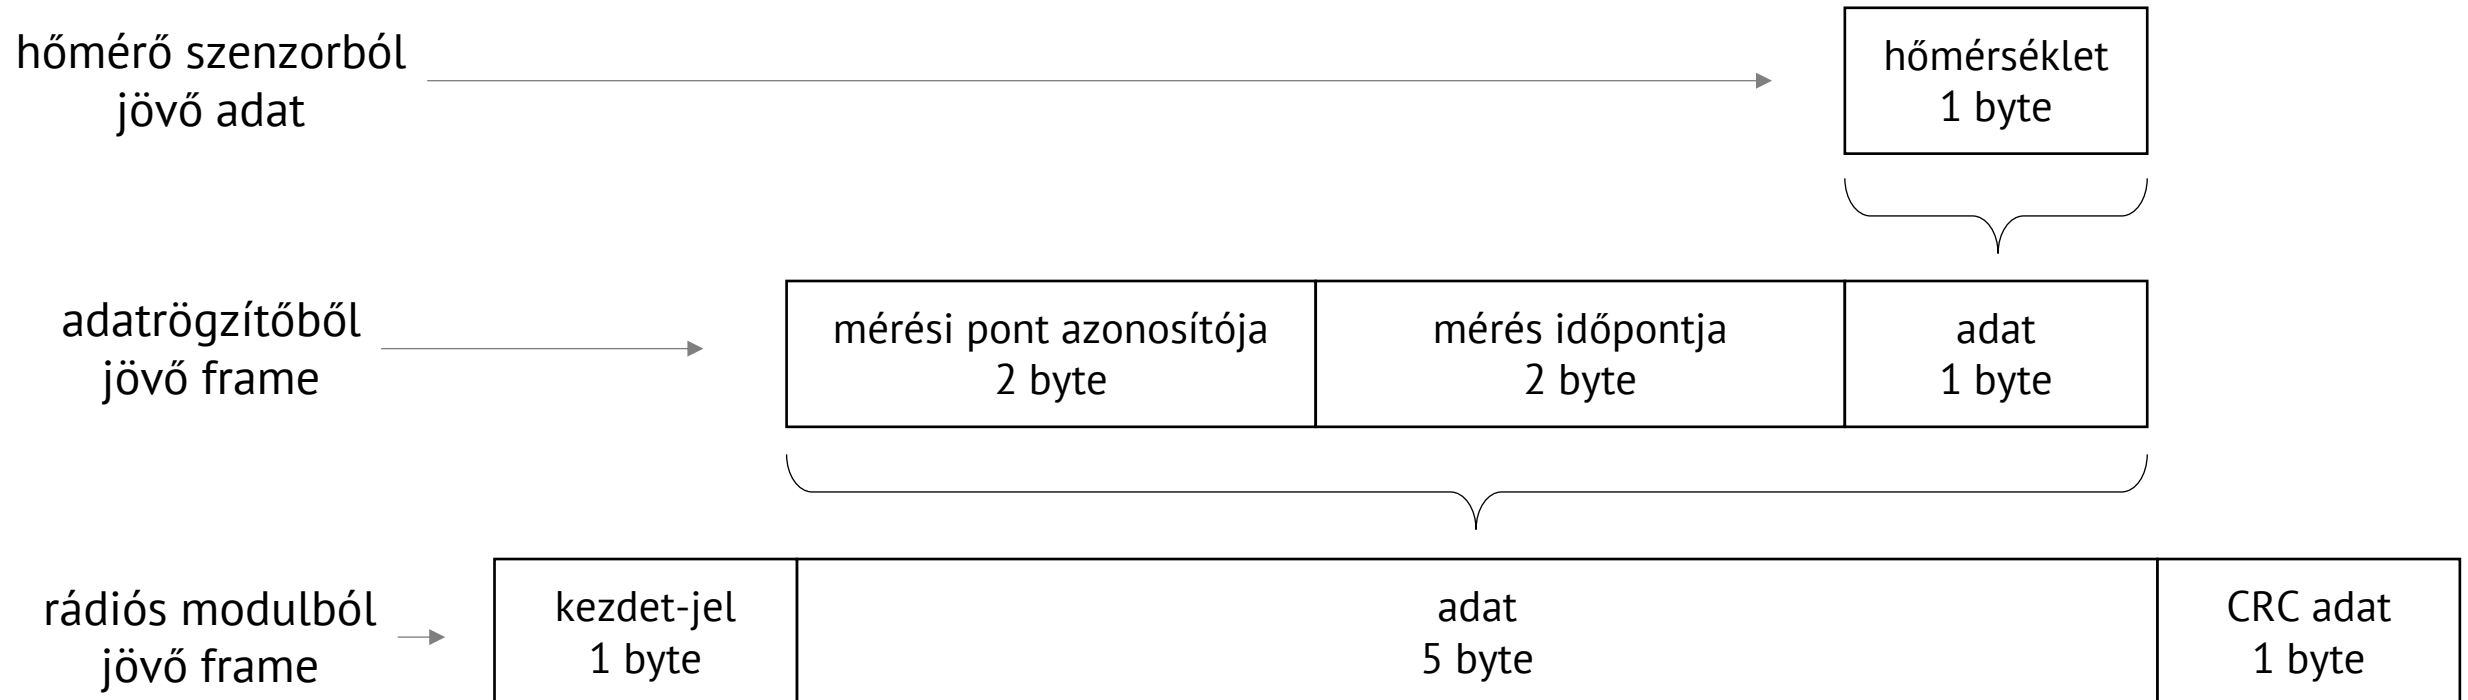 hőmérő szenzorból
jövő adat
hőmérséklet
1 byte
adatrögzítőből
jövő frame
mérési pont azonosítója
2 byte
mérés időpontja
2 byte
adat
1 byte
rádiós modulból
jövő frame
kezdet-jel
1 byte
adat
5 byte
CRC adat
1 byte